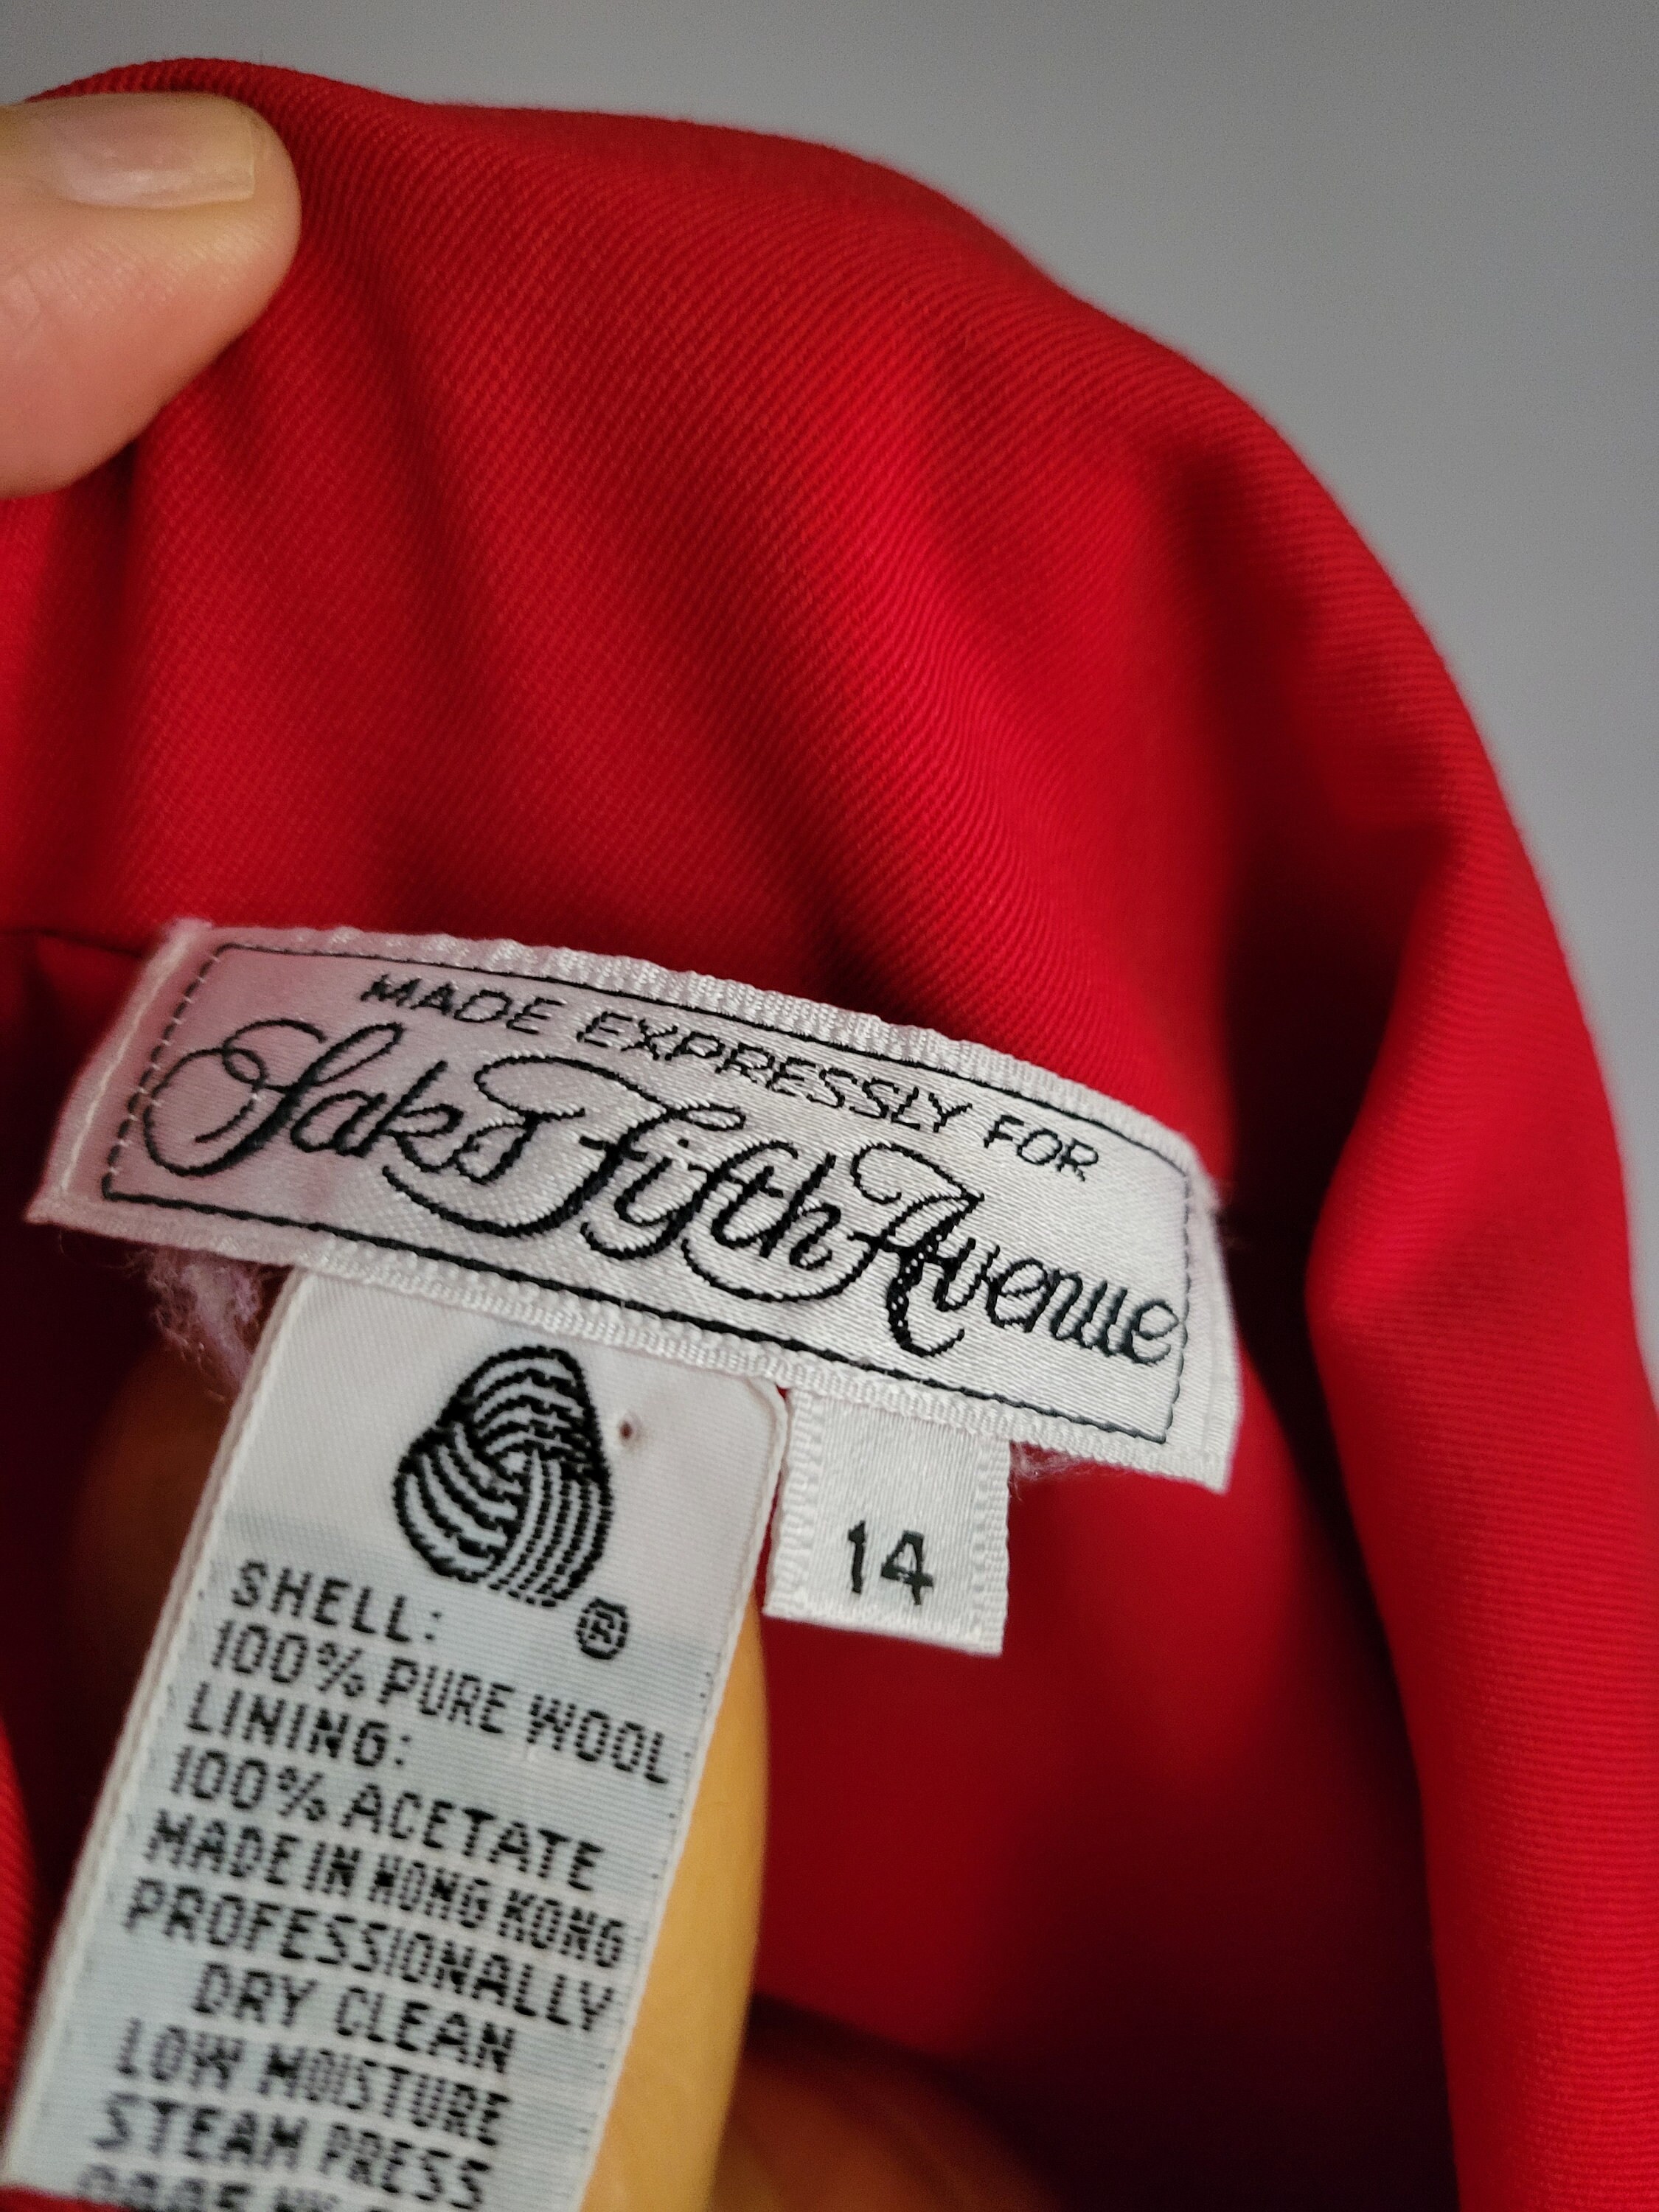 MADE EXPRESSLY FOR
Saks Fifth Avenue
14
®
SHELL:
100% PURE WOOL
LINING:
100% ACETATE
MADE IN HONG KONG
PROFESSIONALLY
DRY CLEAN
LOW MOISTURE
STEAM PRESS